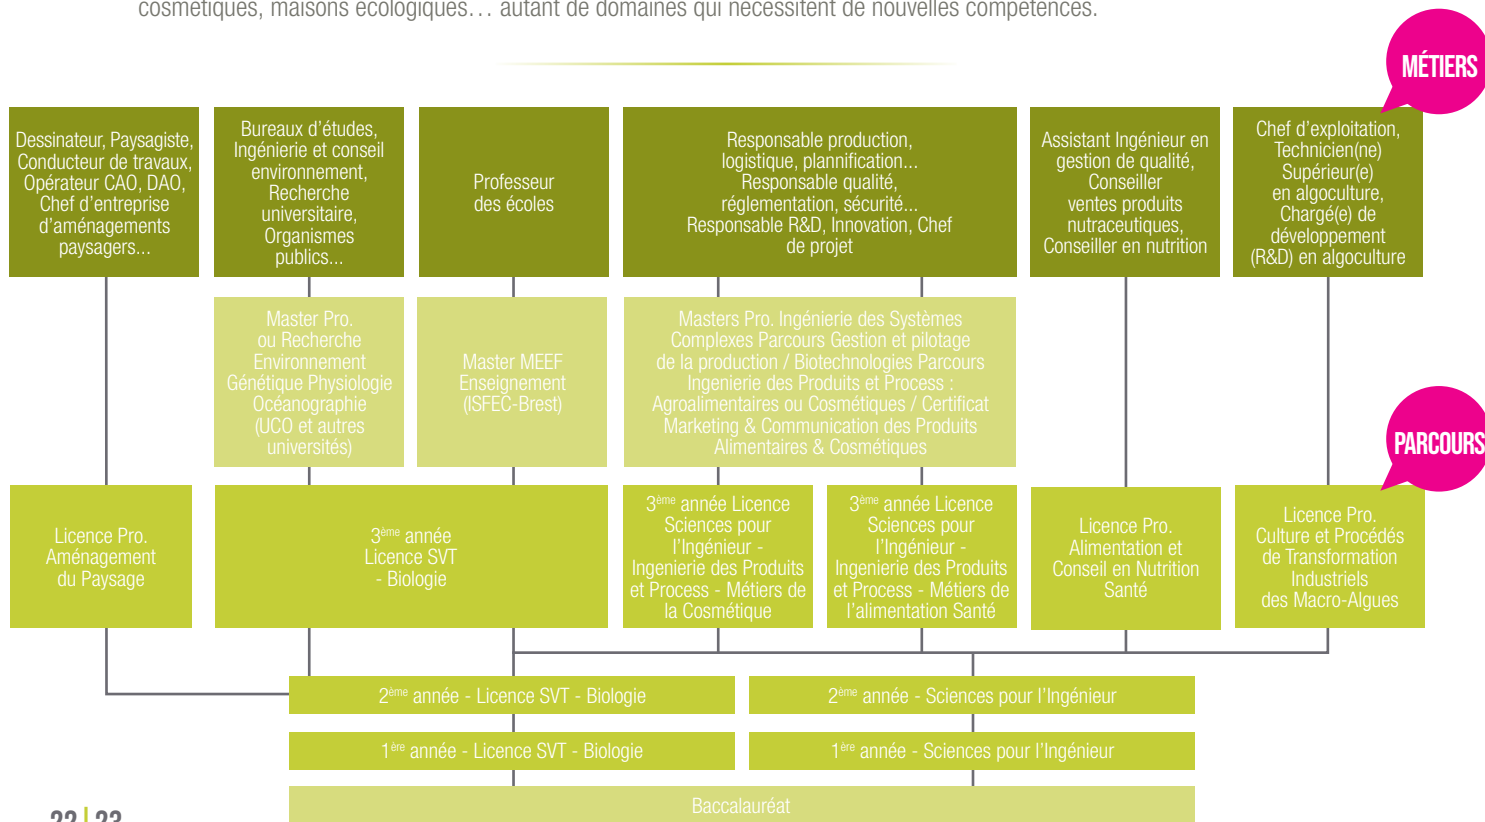 cosmétiques, maisons écologiques… autant de domaines qui nécessitent de nouvelles compétences.
MÉTIERS
Dessinateur, Paysagiste,
Conducteur de travaux,
Opérateur CAO, DAO,
Chef d'entreprise
d'aménagements
paysagers...
Bureaux d'études,
Ingénierie et conseil
environnement,
Recherche
universitaire,
Organismes
publics...
Professeur
des écoles
Responsable production,
logistique, plannification...
Responsable qualité,
réglementation, sécurité...
Responsable R&D, Innovation, Chef
de projet
Assistant Ingénieur en
gestion de qualité,
Conseiller
ventes produits
nutraceutiques,
Conseiller en nutrition
Chef d'exploitation,
Technicien(ne)
Supérieur(e)
en algoculture,
Chargé(e) de
développement
(R&D) en algoculture
Master Pro.
ou Recherche
Environnement
Génétique Physiologie
Océanographie
(UCO et autres
universités)
Master MEEF
Enseignement
(ISFEC-Brest)
Masters Pro. Ingénierie des Systèmes
Complexes Parcours Gestion et pilotage
de la production / Biotechnologies Parcours
Ingenierie des Produits et Process :
Agroalimentaires ou Cosmétiques / Certificat
Marketing & Communication des Produits
Alimentaires & Cosmétiques
PARCOURS
Licence Pro.
Aménagement
du Paysage
3ème année
Licence SVT
- Biologie
3ème année Licence
Sciences pour
l'Ingénieur -
Ingenierie des Produits
et Process - Métiers de
la Cosmétique
3ème année Licence
Sciences pour
l'Ingénieur -
Ingenierie des Produits
et Process - Métiers de
l'alimentation Santé
Licence Pro.
Alimentation et
Conseil en Nutrition
Santé
Licence Pro.
Culture et Procédés
de Transformation
Industriels
des Macro-Algues
2ème année - Licence SVT - Biologie
2ème année - Sciences pour l'Ingénieur
1ère année - Licence SVT - Biologie
1ère année - Sciences pour l'Ingénieur
Baccalauréat
22 | 23